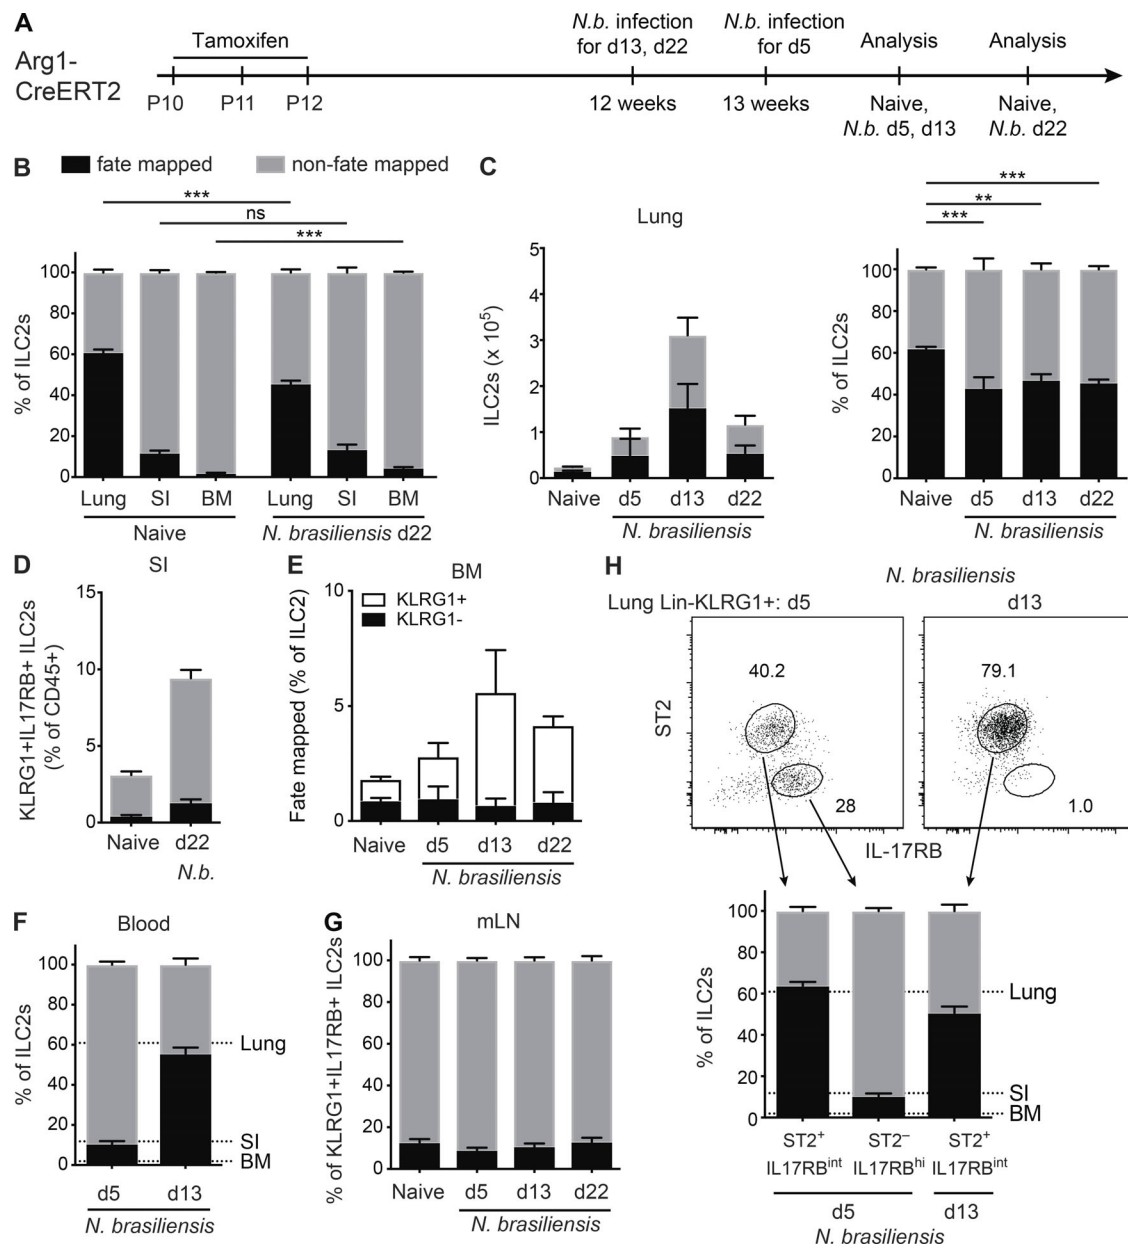 A
Arg1-
CreERT2
Tamoxifen
P10
P11
P12
N.b. infection
for d13, d22
12 weeks
N.b. infection
for d5
13 weeks
Analysis
Naive,
N.b. d5, d13
Analysis
Naive,
N.b. d22
B
fate mapped
non-fate mapped
***
ns
***
% of ILC2s
100
80
60
40
20
0
Lung SI BM Lung SI BM
Naive
N. brasiliensis d22
C
Lung
ILC2s (x 10⁵)
5
4
3
2
1
0
Naive d5 d13 d22
N. brasiliensis
***
**
***
% of ILC2s
100
80
60
40
20
0
Naive d5 d13 d22
N. brasiliensis
D
SI
KLRG1+IL17RB+ ILC2s
(% of CD45+)
15
10
5
0
Naive d22
N.b.
E
BM
KLRG1+
KLRG1-
Fate mapped (% of ILC2)
10
5
0
Naive d5 d13 d22
N. brasiliensis
F
Blood
% of ILC2s
100
80
60
40
20
0
Lung
SI
BM
d5 d13
N. brasiliensis
G
mLN
% of KLRG1+IL17RB+ ILC2s
100
80
60
40
20
0
Naive d5 d13 d22
N. brasiliensis
H
N. brasiliensis
Lung Lin-KLRG1+: d5
d13
ST2
40.2
28
79.1
1.0
IL-17RB
% of ILC2s
100
80
60
40
20
0
Lung
SI
BM
ST2⁺ ST2⁻ ST2⁺
IL17RBⁱⁿᵗ IL17RBʰⁱ IL17RBⁱⁿᵗ
d5 d13
N. brasiliensis